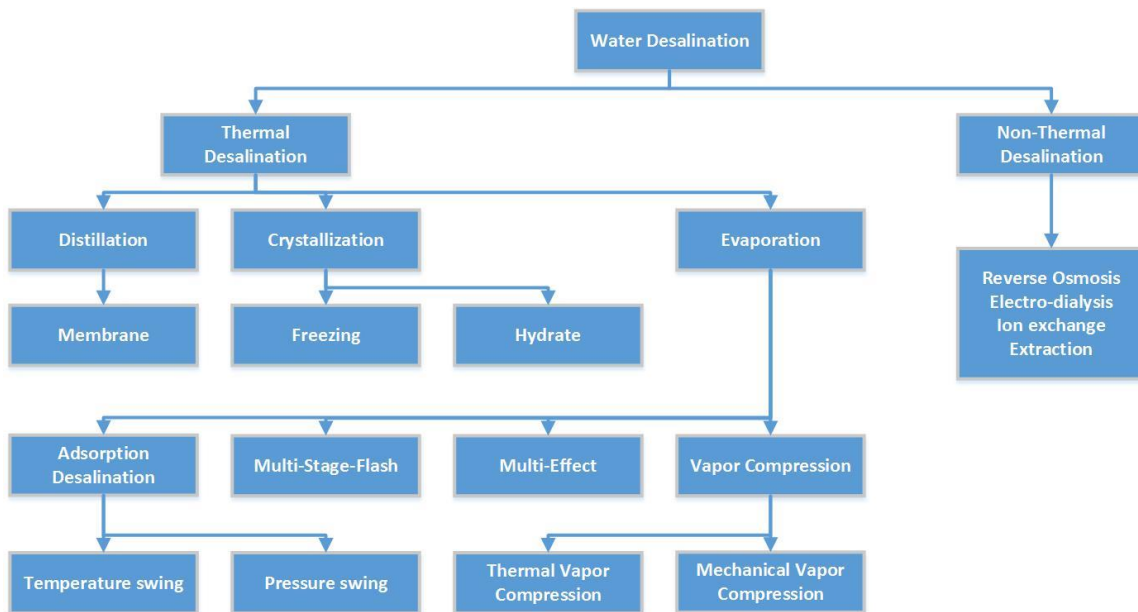 Water Desalination
Thermal
Desalination
Non-Thermal
Desalination
Distillation
Crystallization
Evaporation
Reverse Osmosis
Electro-dialysis
Ion exchange
Extraction
Membrane
Freezing
Hydrate
Adsorption
Desalination
Multi-Stage-Flash
Multi-Effect
Vapor Compression
Temperature swing
Pressure swing
Thermal Vapor
Compression
Mechanical Vapor
Compression